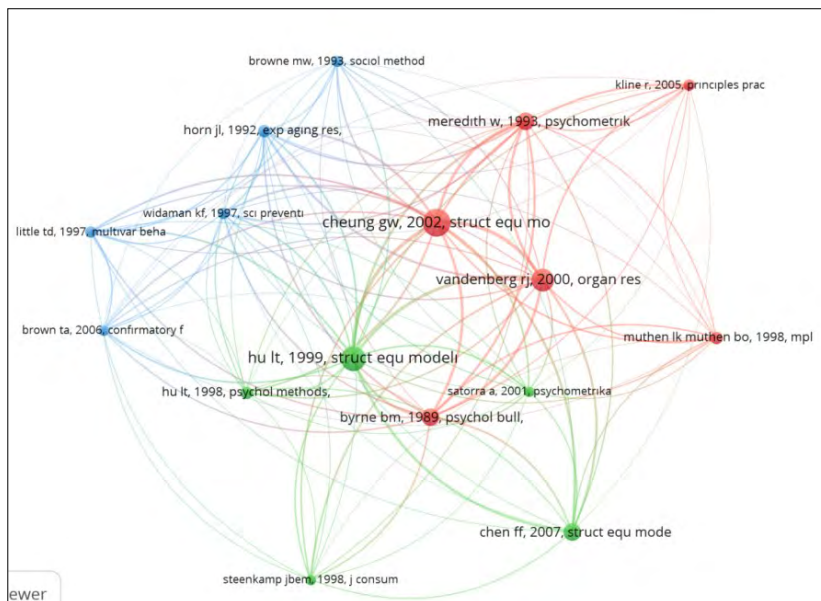 browne mw, 1993, sociol method
kline r, 2005, principles prac
meredith w, 1993, psychometrik
horn jl, 1992, exp aging res,
widaman kf, 1997, sci preventi
cheung gw, 2002, struct equ mo
little td, 1997, multivar beha
vandenberg rj, 2000, organ res
brown ta, 2006, confirmatory f
muthen lk muthen bo, 1998, mpl
hu lt, 1999, struct equ modeli
hu lt, 1998, psychol methods,
satorra a, 2001, psychometrika
byrne bm, 1989, psychol bull,
chen ff, 2007, struct equ mode
steenkamp jbem, 1998, j consum
ewer